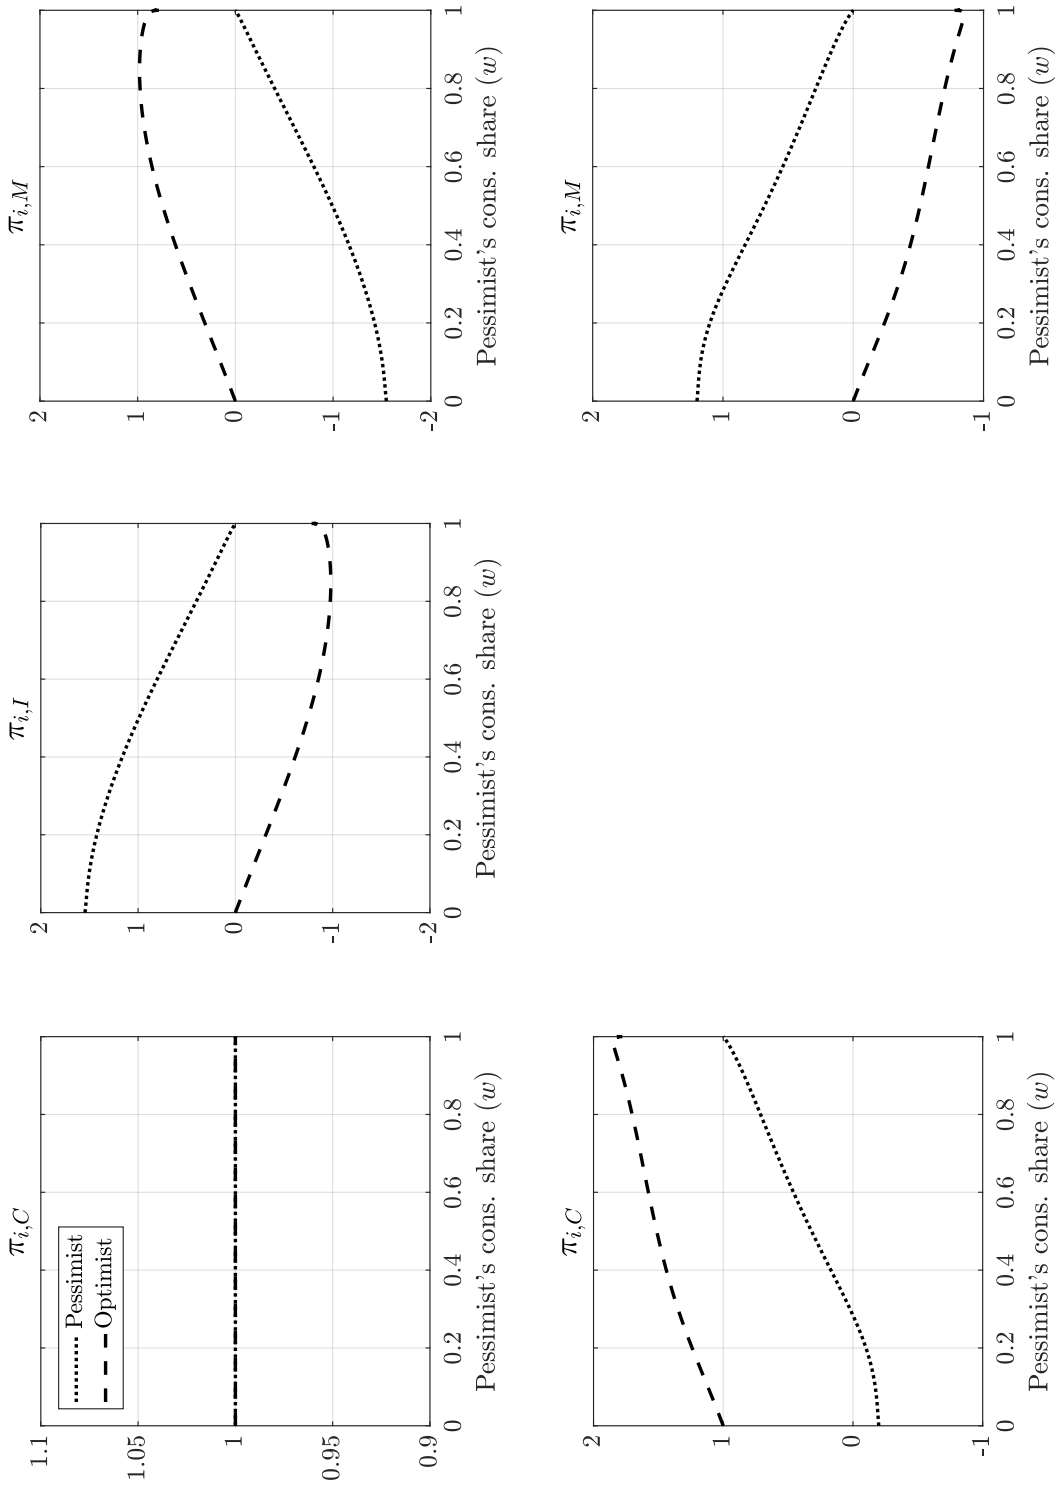 π_{i,C}
1.1
1.05
1
0.95
0.9
Pessimist
Optimist
0 0.2 0.4 0.6 0.8 1
Pessimist's cons. share (w)
π_{i,I}
2
1
0
-1
-2
0 0.2 0.4 0.6 0.8 1
Pessimist's cons. share (w)
π_{i,M}
2
1
0
-1
-2
0 0.2 0.4 0.6 0.8 1
Pessimist's cons. share (w)
π_{i,C}
2
1
0
-1
0 0.2 0.4 0.6 0.8 1
Pessimist's cons. share (w)
π_{i,M}
2
1
0
-1
0 0.2 0.4 0.6 0.8 1
Pessimist's cons. share (w)